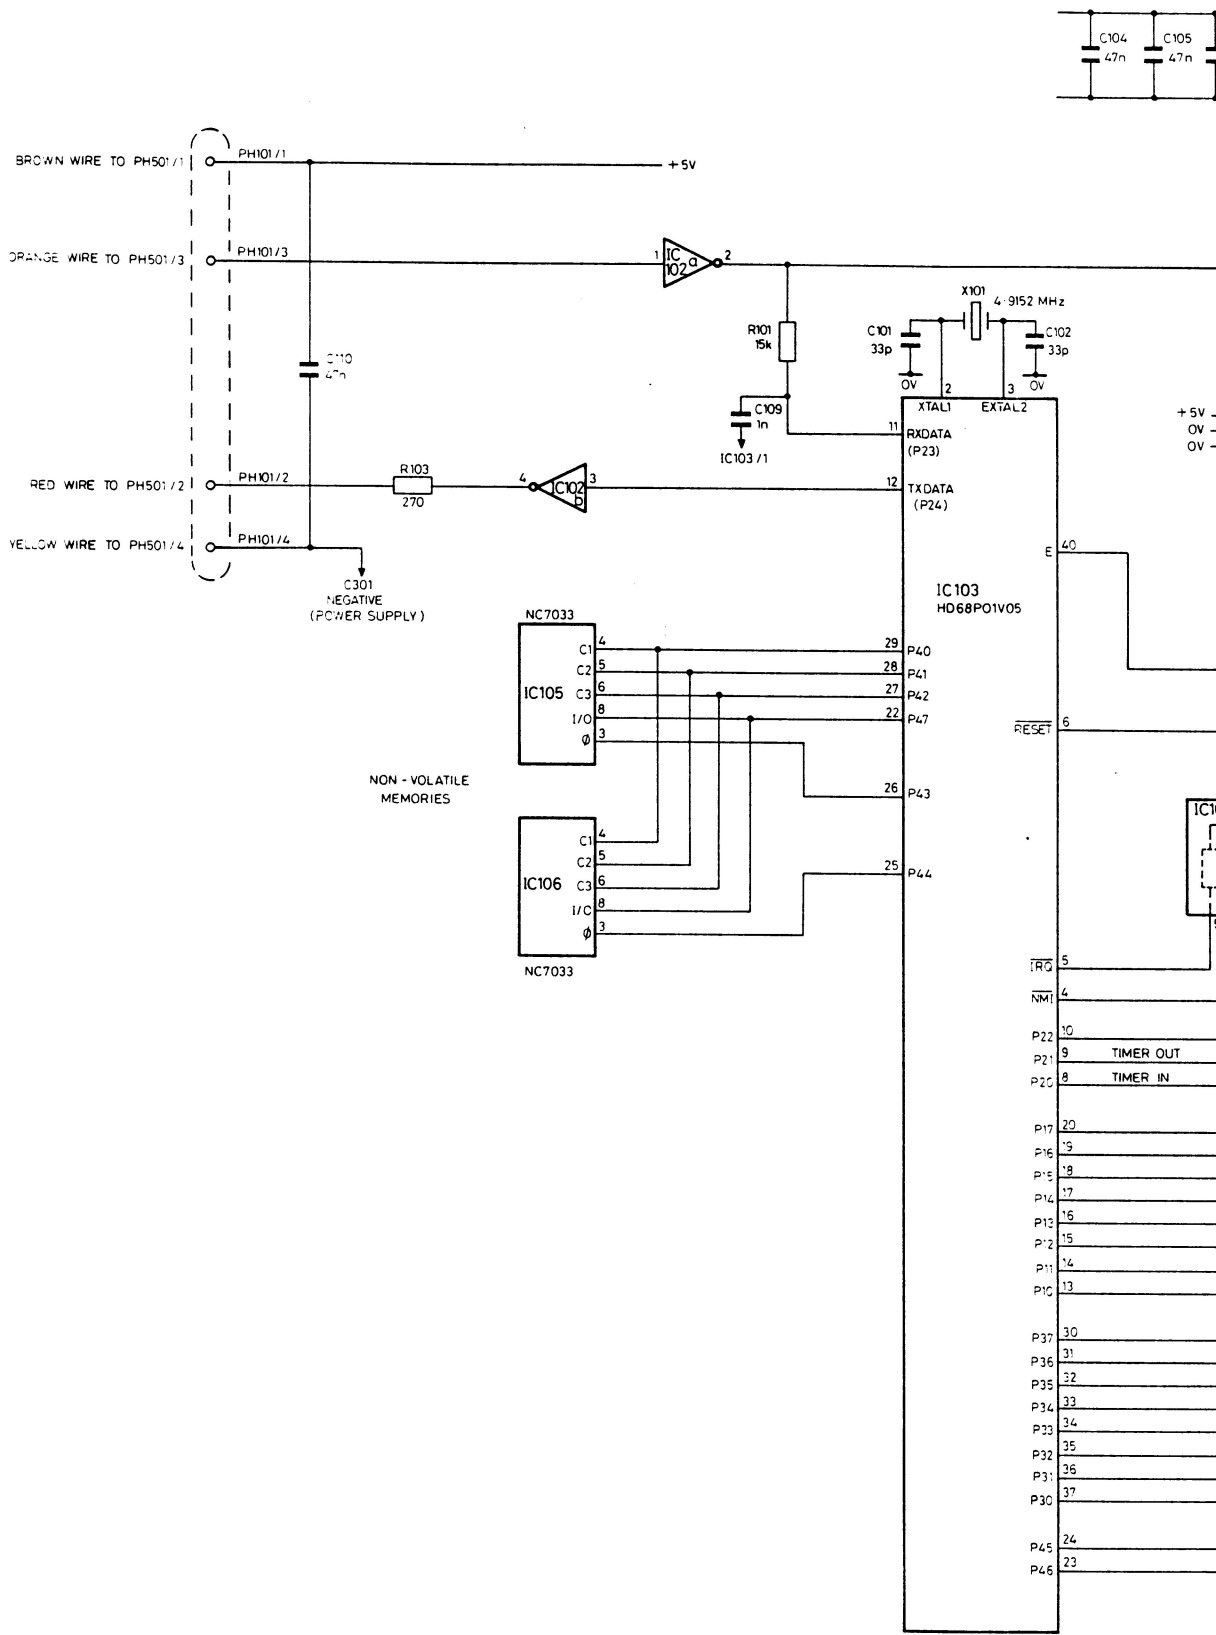 C104
47n
C105
47n
BROWN WIRE TO PH501/1
PH101/1
+5V
ORANGE WIRE TO PH501/3
PH101/3
1
IC
102
a
2
X101
4·9152 MHz
R101
15k
C101
33p
C102
33p
0V
2
3
0V
C110
47n
C109
1n
IC103/1
XTAL1
EXTAL2
11
RXDATA
(P23)
+5V
0V
0V
RED WIRE TO PH501/2
PH101/2
R103
270
4
IC102
b
3
12
TXDATA
(P24)
YELLOW WIRE TO PH501/4
PH101/4
C301
NEGATIVE
(POWER SUPPLY)
E
40
IC103
HD68P01V05
NC7033
IC105
C1
4
29
P40
C2
5
28
P41
C3
6
27
P42
I/O
8
22
P47
Ø
3
RESET
6
NON-VOLATILE
MEMORIES
26
P43
IC106
C1
4
C2
5
C3
6
I/O
8
Ø
3
NC7033
25
P44
IRQ
5
NMI
4
P22
10
P21
9
TIMER OUT
P20
8
TIMER IN
P17
20
P16
19
P15
18
P14
17
P13
16
P12
15
P11
14
P10
13
P37
30
P36
31
P35
32
P34
33
P33
34
P32
35
P31
36
P30
37
P45
24
P46
23